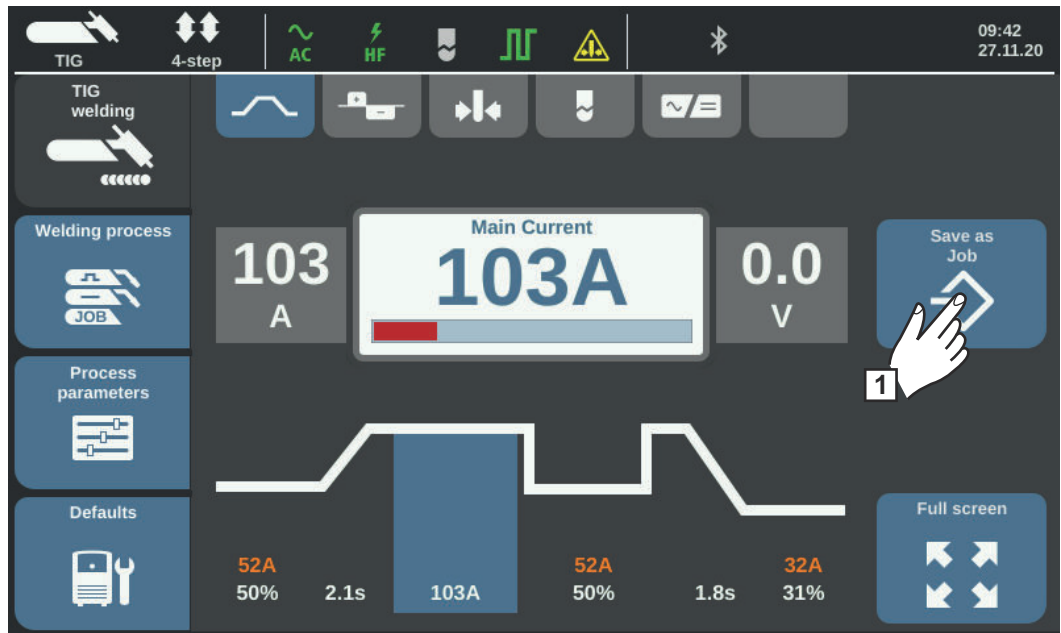 TIG
4-step
AC
HF
09:42
27.11.20
TIG
welding
Welding process
JOB
Process
parameters
Defaults
103
A
Main Current
103A
0.0
V
Save as
Job
1
52A
50%
2.1s
103A
52A
50%
1.8s
32A
31%
Full screen